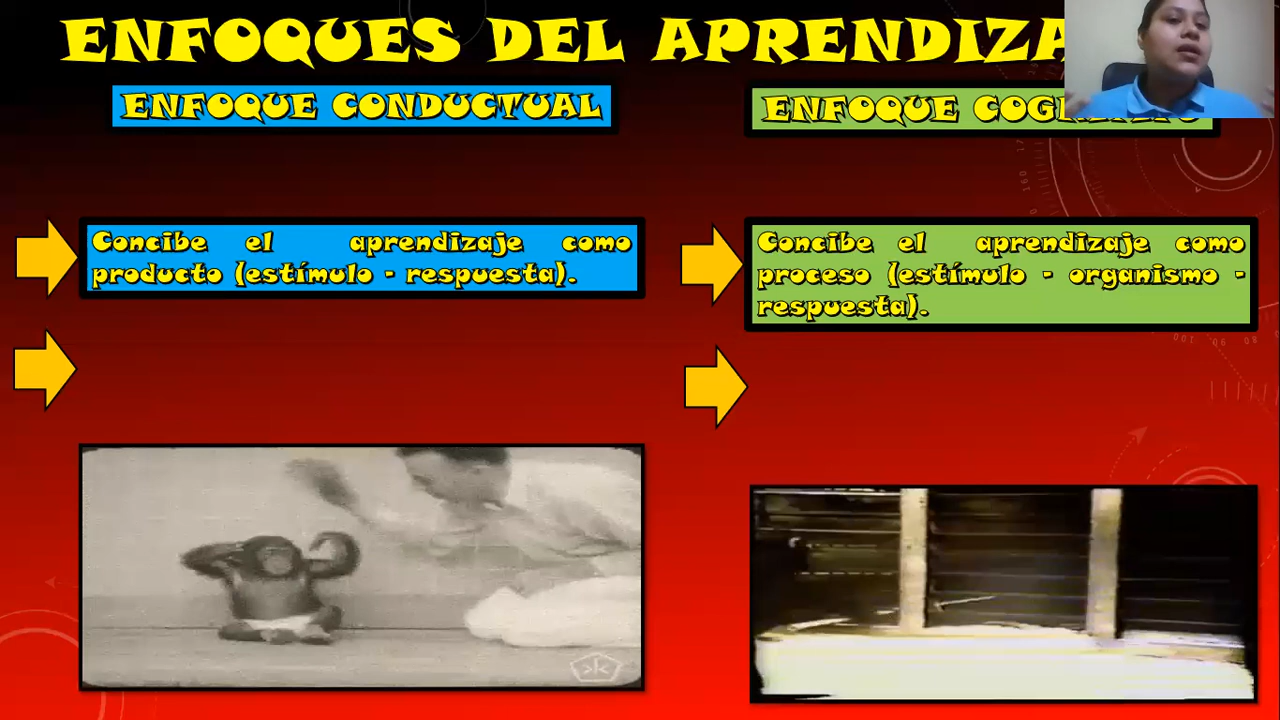 ENFOQUES DEL
ENFOQUE CONDUCTUAL
ENFOQUE
Concibe el aprendizaje como
producto (estímulo - respuesta).
Concibe el aprendizaje como
proceso (estímulo - organismo -
respuesta).